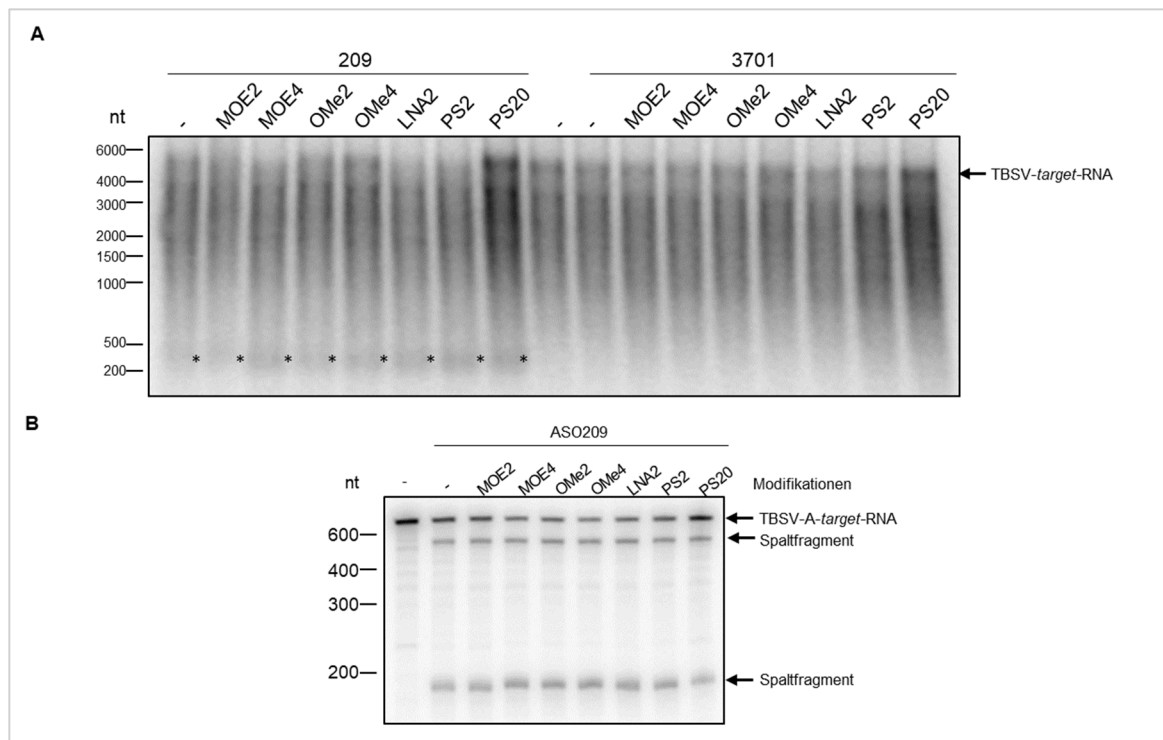 A
209 3701
nt - MOE2 MOE4 OMe2 OMe4 LNA2 PS2 PS20 - - MOE2 MOE4 OMe2 OMe4 LNA2 PS2 PS20
6000
4000 TBSV-target-RNA
3000
2000
1500
1000
500
* * * * * * * *
200
B
ASO209
nt - - MOE2 MOE4 OMe2 OMe4 LNA2 PS2 PS20 Modifikationen
TBSV-A-target-RNA
600 Spaltfragment
400
300
200
Spaltfragment